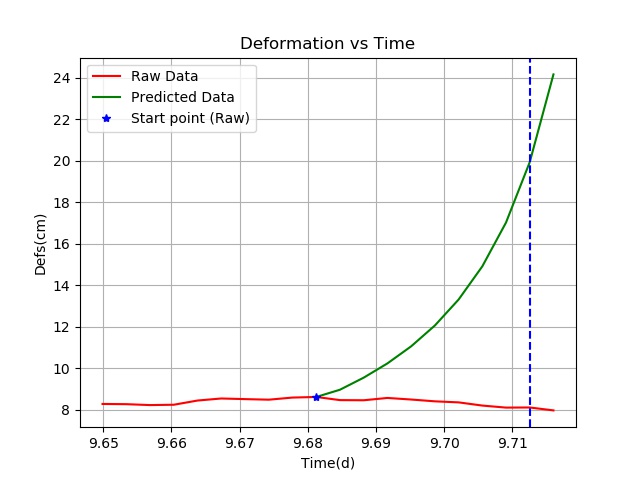 Deformation vs Time
Raw Data
Predicted Data
Start point (Raw)
24
22
20
18
16
14
12
10
8
Defs(cm)
9.65 9.66 9.67 9.68 9.69 9.70 9.71
Time(d)